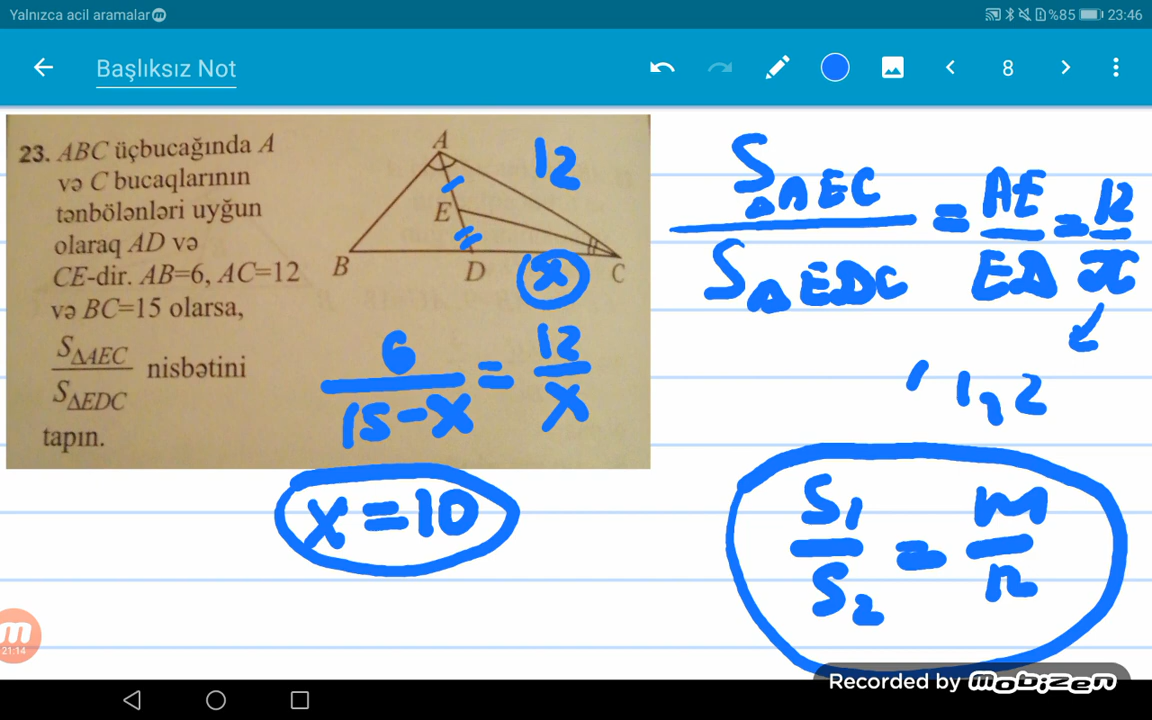 Yalnızca acil aramalar
%85 23:46
Başlıksız Not
8
23. ABC üçbucağında A
və C bucaqlarının
tənbölənləri uyğun
olaraq AD və
CE-dir. AB=6, AC=12
və BC=15 olarsa,
S∆AEC / S∆EDC nisbətini
tapın.
A
12
E
B
D
x
C
6/(15-x) = 12/x
x=10
S∆AEC / S∆EDC = AE/ED = 12/x
1,2
S1/S2 = m/n
21:14
Recorded by mobizen